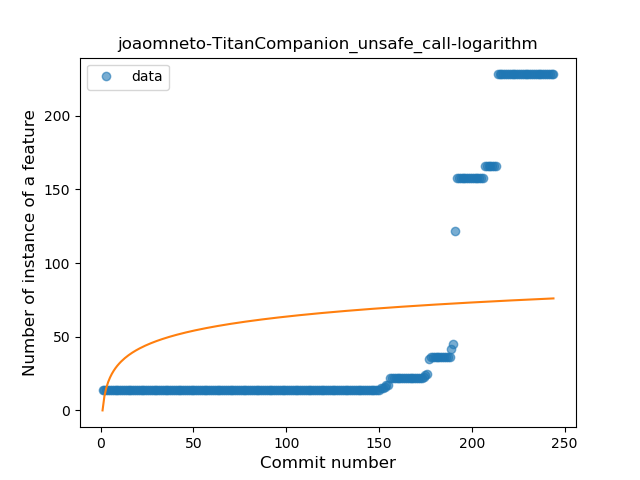 joaomneto-TitanCompanion_unsafe_call-logarithm
data
Number of instance of a feature
200
150
100
50
0
0 50 100 150 200 250
Commit number